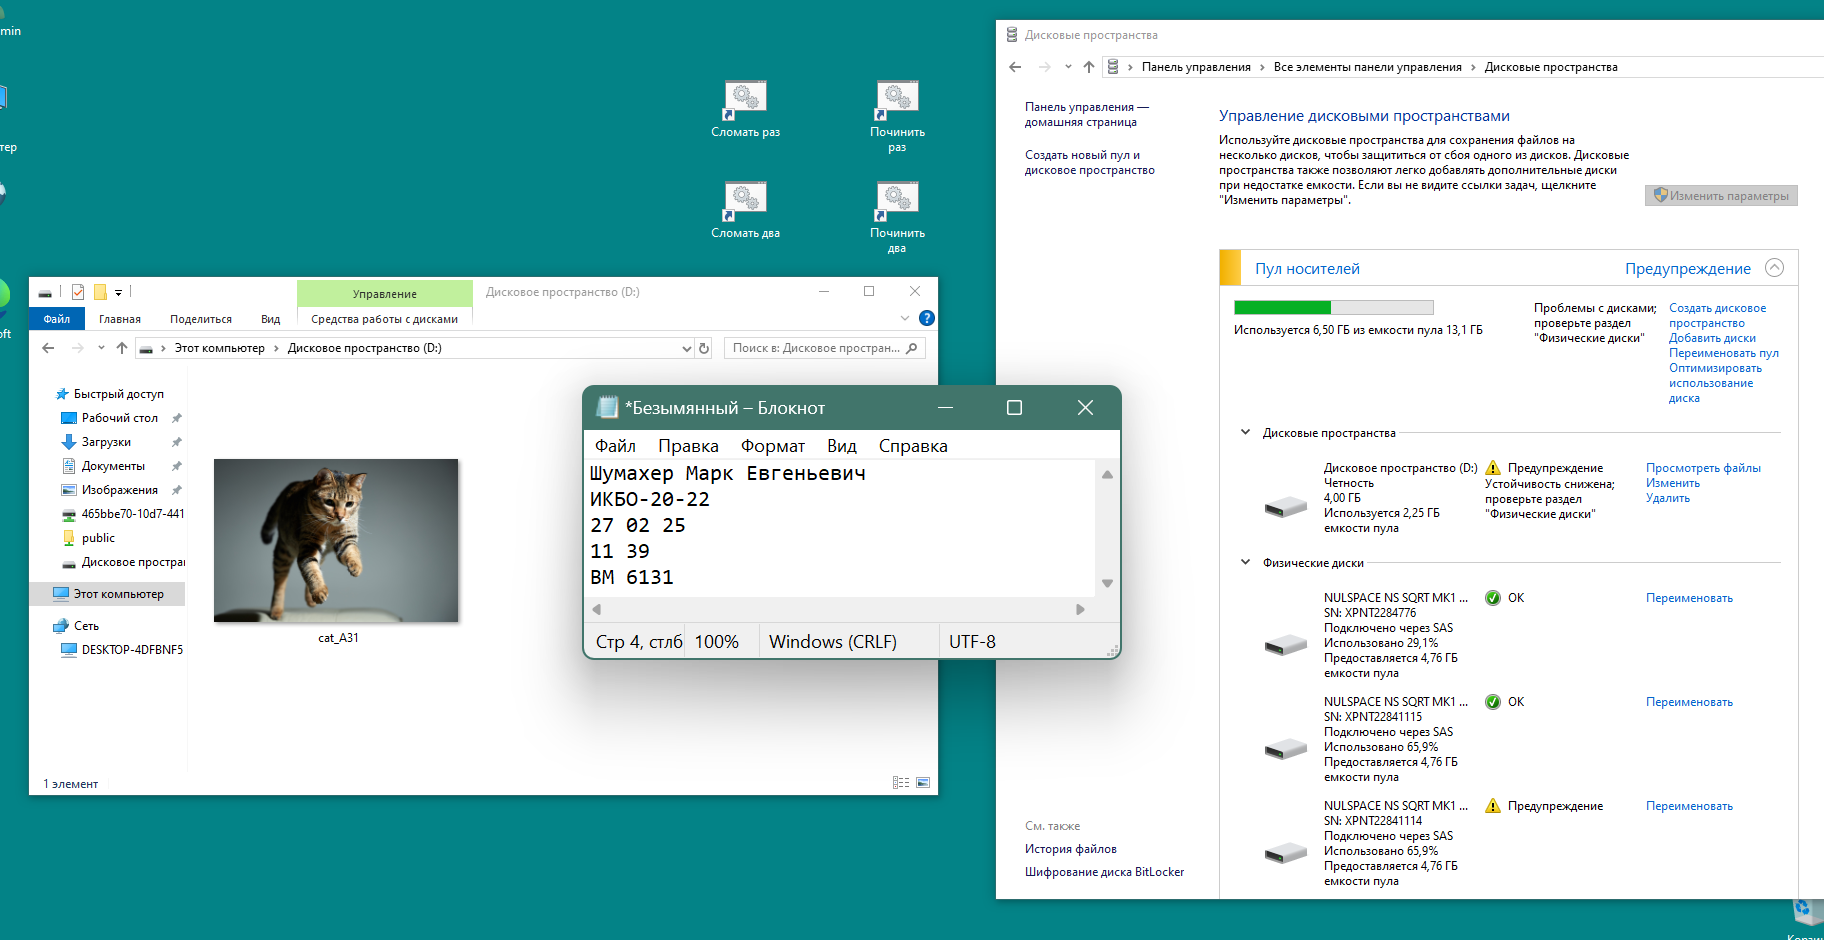 min
тер
oft
Сломать раз
Починить
раз
Сломать два
Починить
два
Управление
Дисковое пространство (D:)
Файл
Главная
Поделиться
Вид
Средства работы с дисками
Этот компьютер
Дисковое пространство (D:)
Поиск в: Дисковое простран...
Быстрый доступ
Рабочий стол
Загрузки
Документы
Изображения
465bbe70-10d7-441
public
Дисковое простра
Этот компьютер
Сеть
DESKTOP-4DFBNF5
cat_A31
1 элемент
*Безымянный – Блокнот
Файл Правка Формат Вид Справка
Шумахер Марк Евгеньевич
ИКБО-20-22
27 02 25
11 39
ВМ 6131
Стр 4, стлб
100%
Windows (CRLF)
UTF-8
Дисковые пространства
Панель управления
Все элементы панели управления
Дисковые пространства
Панель управления —
домашняя страница
Создать новый пул и
дисковое пространство
Управление дисковыми пространствами
Используйте дисковые пространства для сохранения файлов на
несколько дисков, чтобы защититься от сбоя одного из дисков. Дисковые
пространства также позволяют легко добавлять дополнительные диски
при недостатке емкости. Если вы не видите ссылки задач, щелкните
"Изменить параметры".
Изменить параметры
Пул носителей
Предупреждение
Используется 6,50 ГБ из емкости пула 13,1 ГБ
Проблемы с дисками;
проверьте раздел
"Физические диски"
Создать дисковое
пространство
Добавить диски
Переименовать пул
Оптимизировать
использование
диска
Дисковые пространства
Дисковое пространство (D:)
Четность
4,00 ГБ
Используется 2,25 ГБ
емкости пула
Предупреждение
Устойчивость снижена;
проверьте раздел
"Физические диски"
Просмотреть файлы
Изменить
Удалить
Физические диски
NULSPACE NS SQRT MK1 ...
SN: XPNT2284776
Подключено через SAS
Использовано 29,1%
Предоставляется 4,76 ГБ
емкости пула
OK
Переименовать
NULSPACE NS SQRT MK1 ...
SN: XPNT22841115
Подключено через SAS
Использовано 65,9%
Предоставляется 4,76 ГБ
емкости пула
OK
Переименовать
NULSPACE NS SQRT MK1 ...
SN: XPNT22841114
Подключено через SAS
Использовано 65,9%
Предоставляется 4,76 ГБ
емкости пула
Предупреждение
Переименовать
См. также
История файлов
Шифрование диска BitLocker